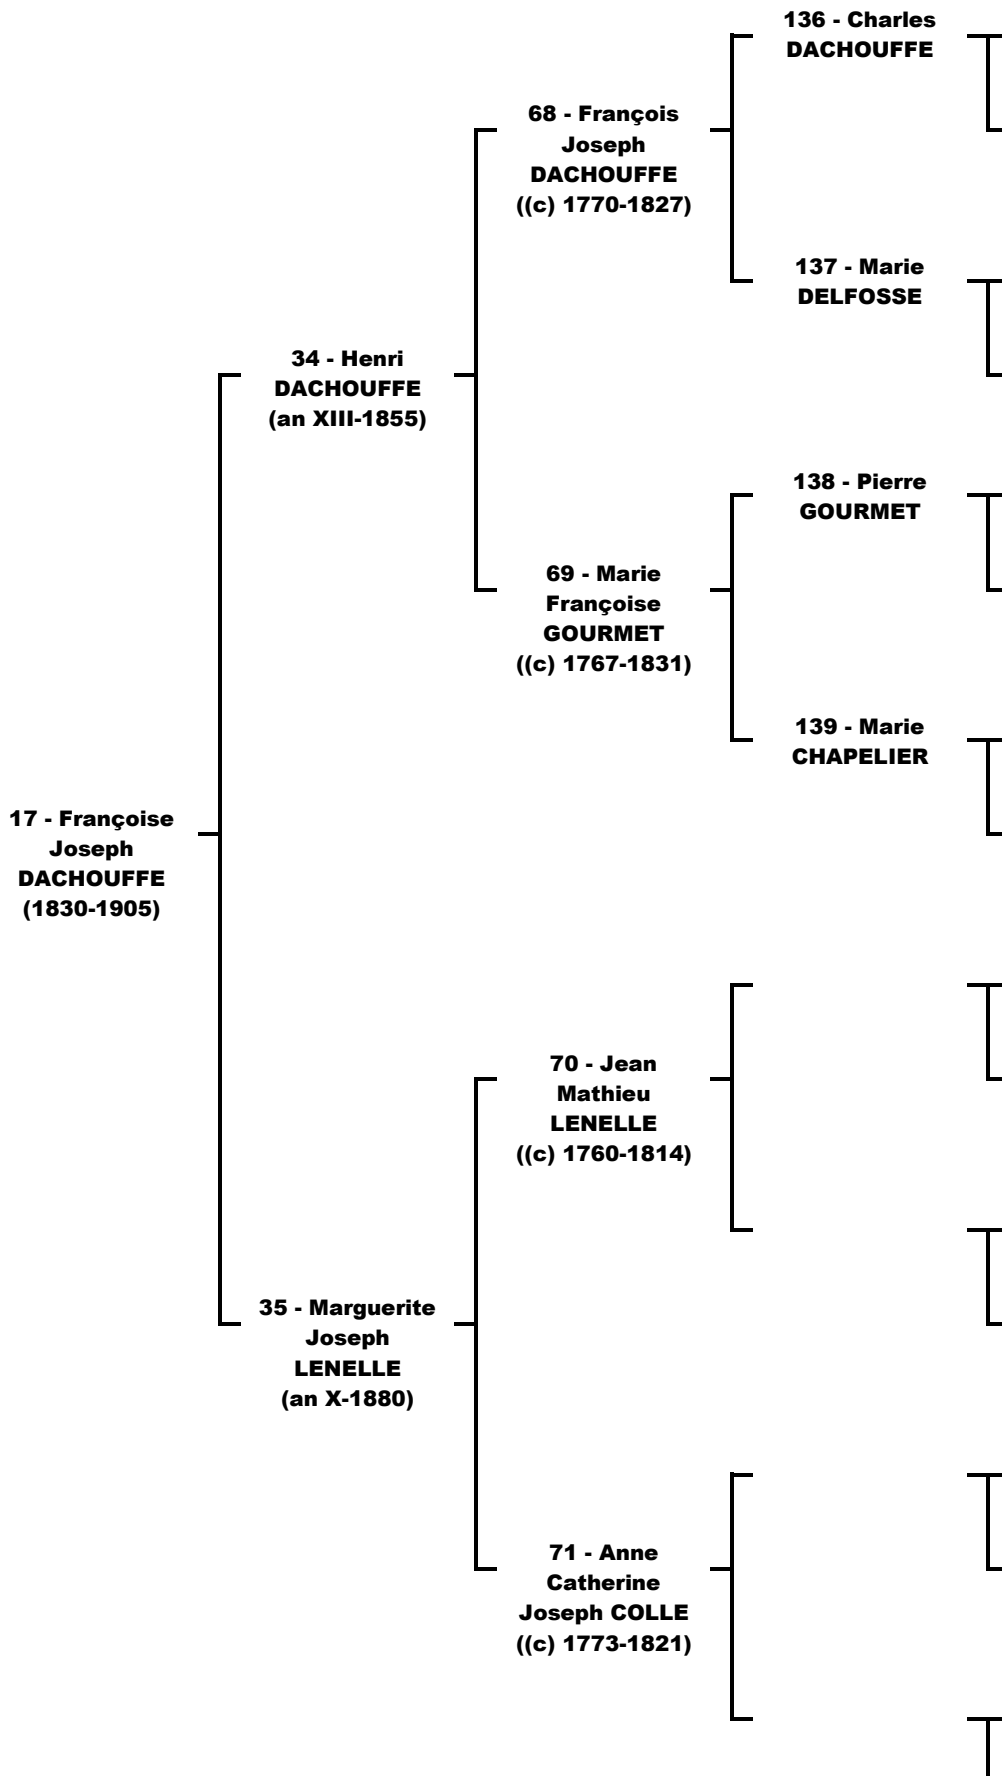 136 - Charles
DACHOUFFE
68 - François
Joseph
DACHOUFFE
((c) 1770-1827)
137 - Marie
DELFOSSE
34 - Henri
DACHOUFFE
(an XIII-1855)
138 - Pierre
GOURMET
69 - Marie
Françoise
GOURMET
((c) 1767-1831)
139 - Marie
CHAPELIER
17 - Françoise
Joseph
DACHOUFFE
(1830-1905)
70 - Jean
Mathieu
LENELLE
((c) 1760-1814)
35 - Marguerite
Joseph
LENELLE
(an X-1880)
71 - Anne
Catherine
Joseph COLLE
((c) 1773-1821)